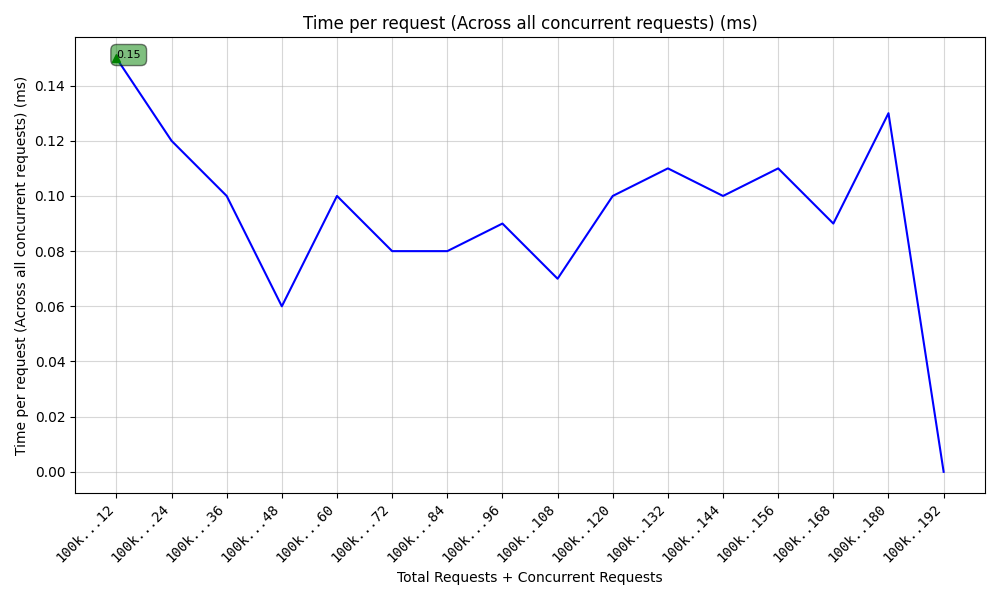 Time per request (Across all concurrent requests) (ms)
0.15
Time per request (Across all concurrent requests) (ms)
0.14
0.12
0.10
0.08
0.06
0.04
0.02
0.00
100k...12
100k...24
100k...36
100k...48
100k...60
100k...72
100k...84
100k...96
100k..108
100k..120
100k..132
100k..144
100k..156
100k..168
100k..180
100k..192
Total Requests + Concurrent Requests